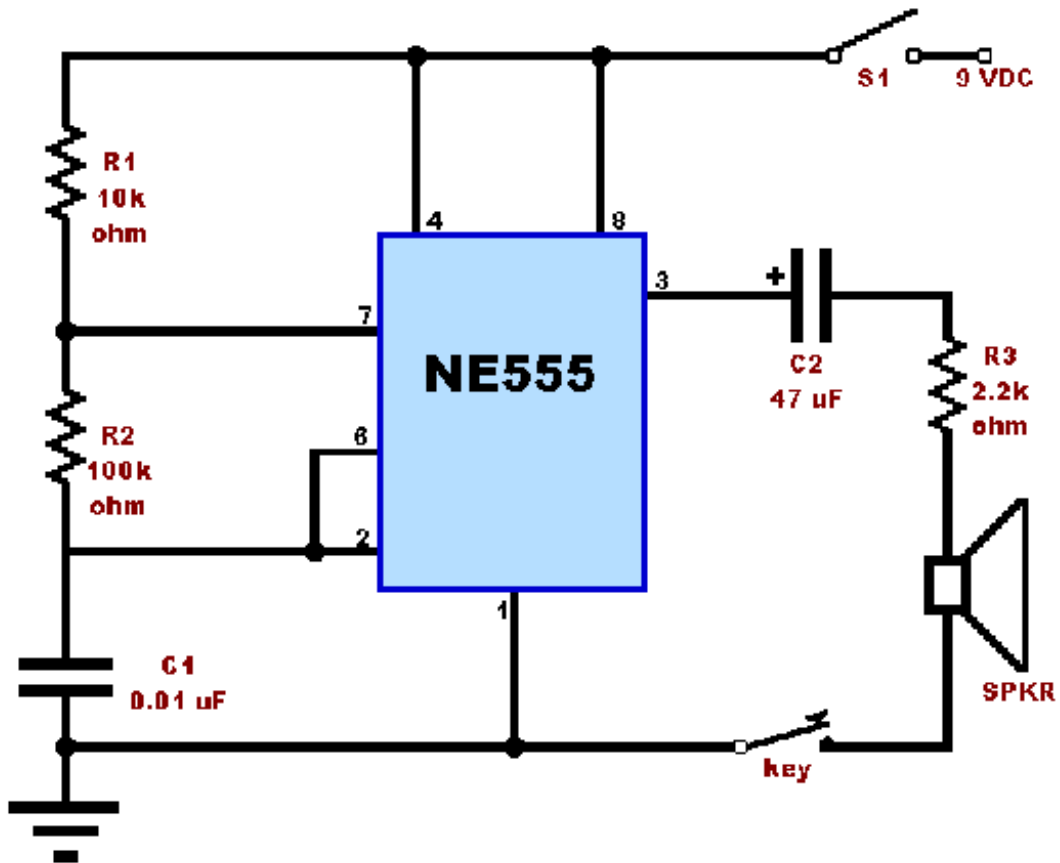 S1
9 VDC
R1
10k
ohm
4
8
3
7
NE555
C2
47 uF
R3
2.2k
ohm
R2
100k
ohm
6
2
1
C1
0.01 uF
SPKR
key